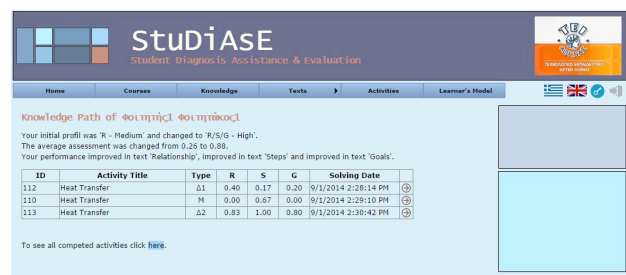 StuDiAsE
Student Diagnosis Assistance & Evaluation
ΤΕΙ
ΑΘΗΝΑΣ
ΤΕΧΝΟΛΟΓΙΚΟ ΕΚΠΑΙΔΕΥΤΙΚΟ
ΙΔΡΥΜΑ ΑΘΗΝΑΣ
Home Courses Knowledge Texts Activities Learner's Model
Knowledge Path of Φοιτητής1 Φοιτητάκος1
Your initial profil was 'R - Medium' and changed to 'R/S/G - High'.
The average assessment was changed from 0.26 to 0.88.
Your performance improved in text 'Relationship', improved in text 'Steps' and improved in text 'Goals'.
ID Activity Title Type R S G Solving Date
112 Heat Transfer Δ1 0.40 0.17 0.20 9/1/2014 2:28:14 PM
110 Heat Transfer M 0.00 0.67 0.00 9/1/2014 2:29:10 PM
113 Heat Transfer Δ2 0.83 1.00 0.80 9/1/2014 2:30:42 PM
To see all competed activities click here.